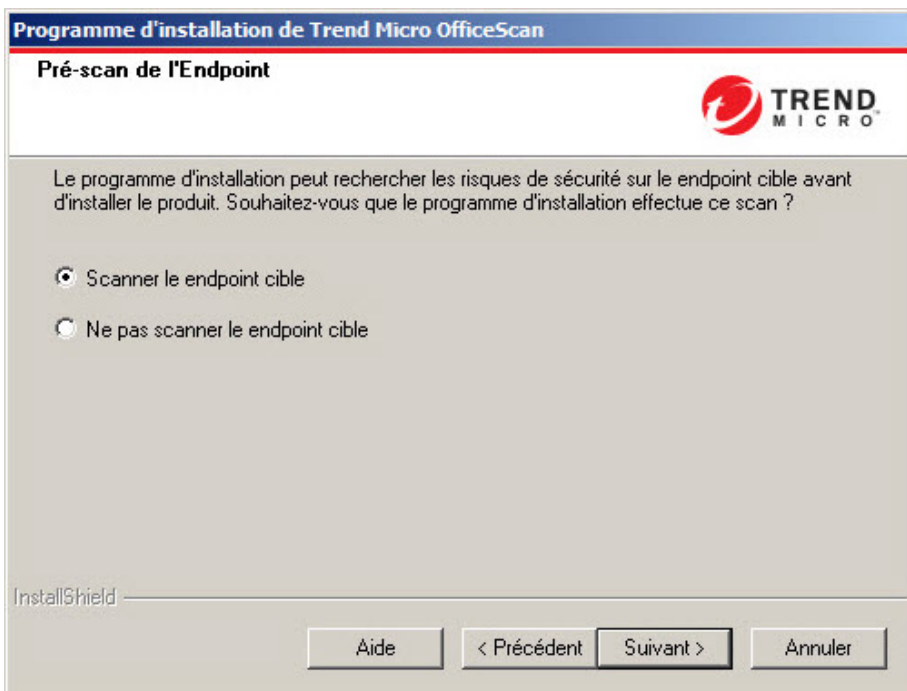 Programme d'installation de Trend Micro OfficeScan
Pré-scan de l'Endpoint
TREND
MICRO
Le programme d'installation peut rechercher les risques de sécurité sur le endpoint cible avant
d'installer le produit. Souhaitez-vous que le programme d'installation effectue ce scan ?
Scanner le endpoint cible
Ne pas scanner le endpoint cible
InstallShield
Aide
< Précédent
Suivant >
Annuler